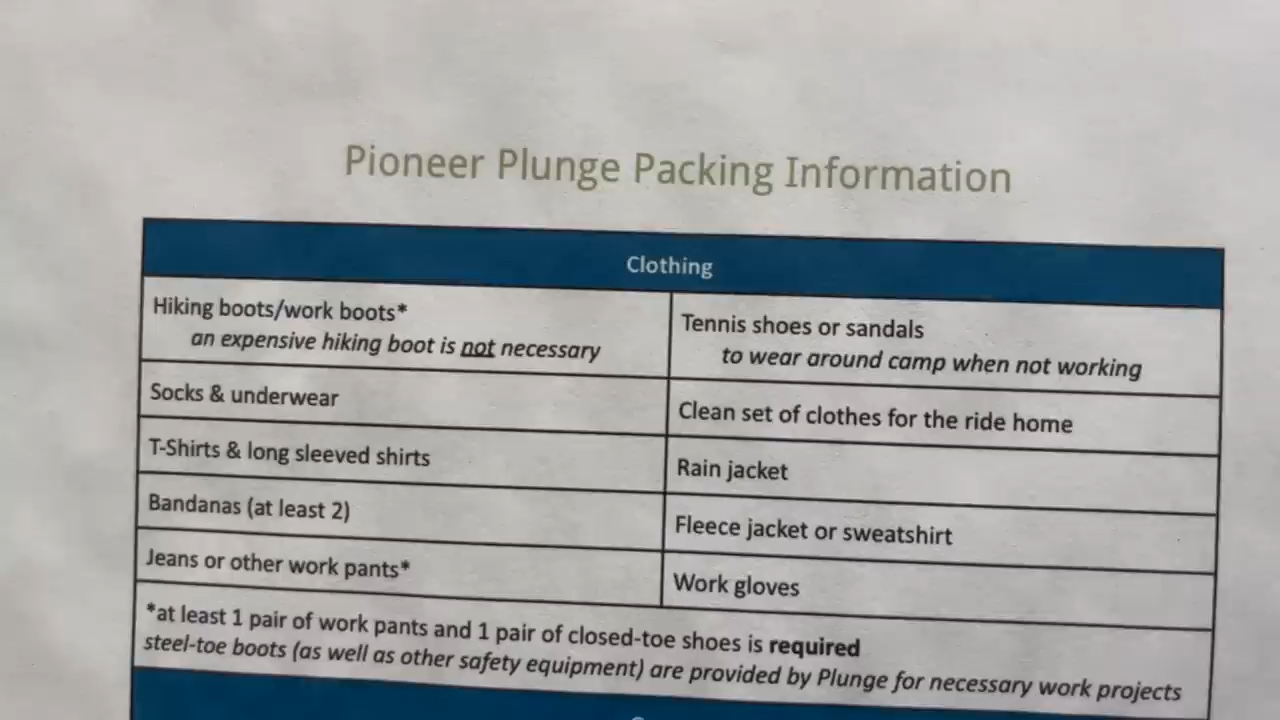 Pioneer Plunge Packing Information
Clothing
Hiking boots/work boots*
an expensive hiking boot is not necessary
Tennis shoes or sandals
to wear around camp when not working
Socks & underwear
Clean set of clothes for the ride home
T-Shirts & long sleeved shirts
Rain jacket
Bandanas (at least 2)
Fleece jacket or sweatshirt
Jeans or other work pants*
Work gloves
*at least 1 pair of work pants and 1 pair of closed-toe shoes is required
steel-toe boots (as well as other safety equipment) are provided by Plunge for necessary work projects